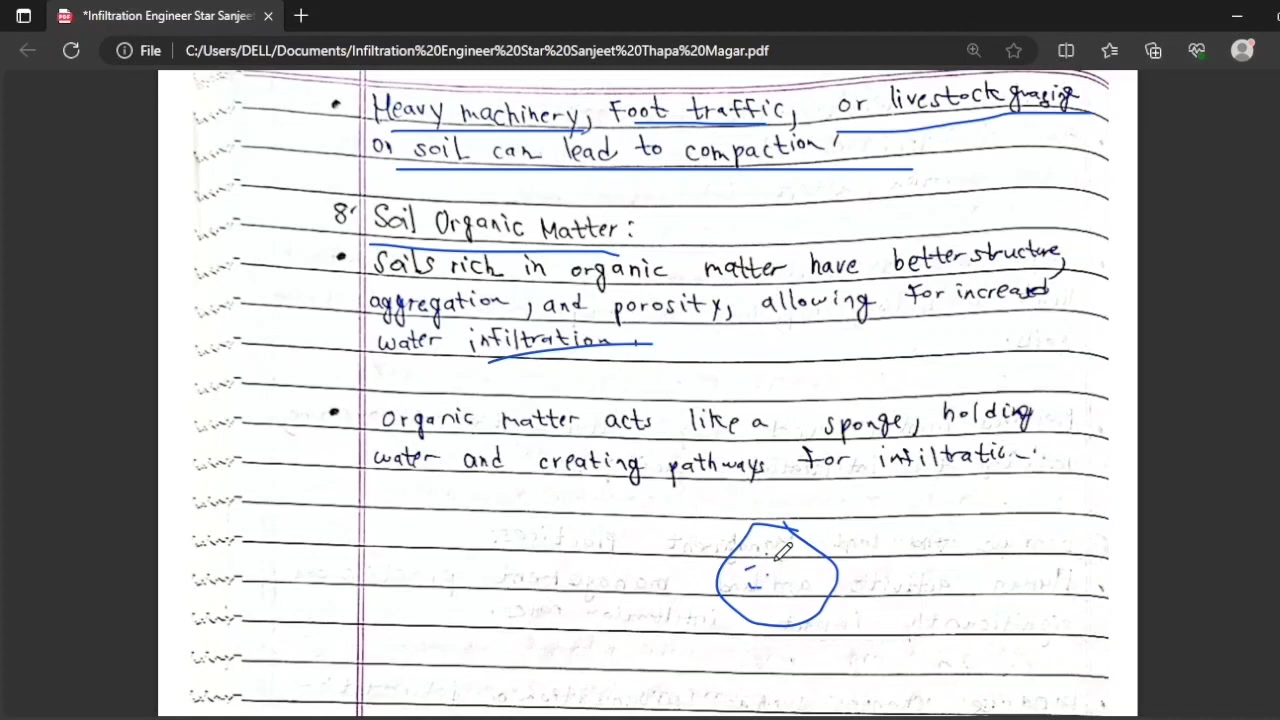 *Infiltration Engineer Star Sanjee
File C:/Users/DELL/Documents/Infiltration%20Engineer%20Star%20Sanjeet%20Thapa%20Magar.pdf
• Heavy machinery, Foot traffic, or livestock grazing
on soil can lead to compaction.
8. Soil Organic Matter:
• Soils rich in organic matter have better structure,
aggregation, and porosity, allowing for increased
water infiltration.
• Organic matter acts like a sponge, holding
water and creating pathways for infiltration.